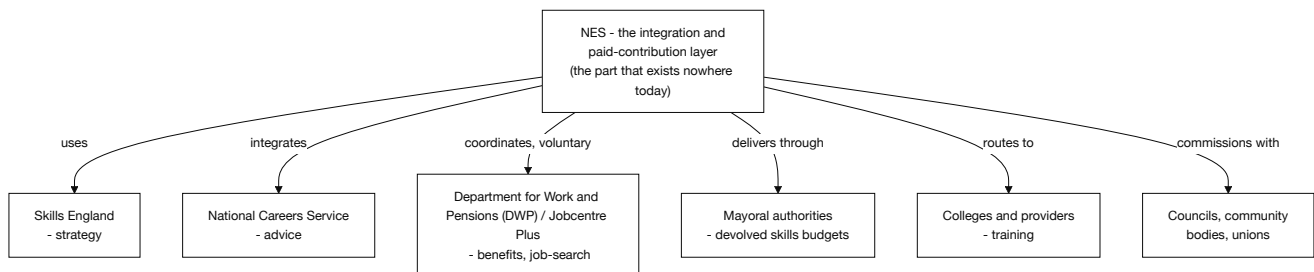 NES - the integration and
paid-contribution layer
(the part that exists nowhere
today)
uses
integrates
coordinates, voluntary
delivers through
routes to
commissions with
Skills England
- strategy
National Careers Service
- advice
Department for Work and
Pensions (DWP) / Jobcentre
Plus
- benefits, job-search
Mayoral authorities
- devolved skills budgets
Colleges and providers
- training
Councils, community
bodies, unions